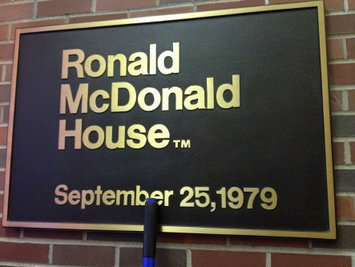 Ronald
McDonald
House™
September 25,1979